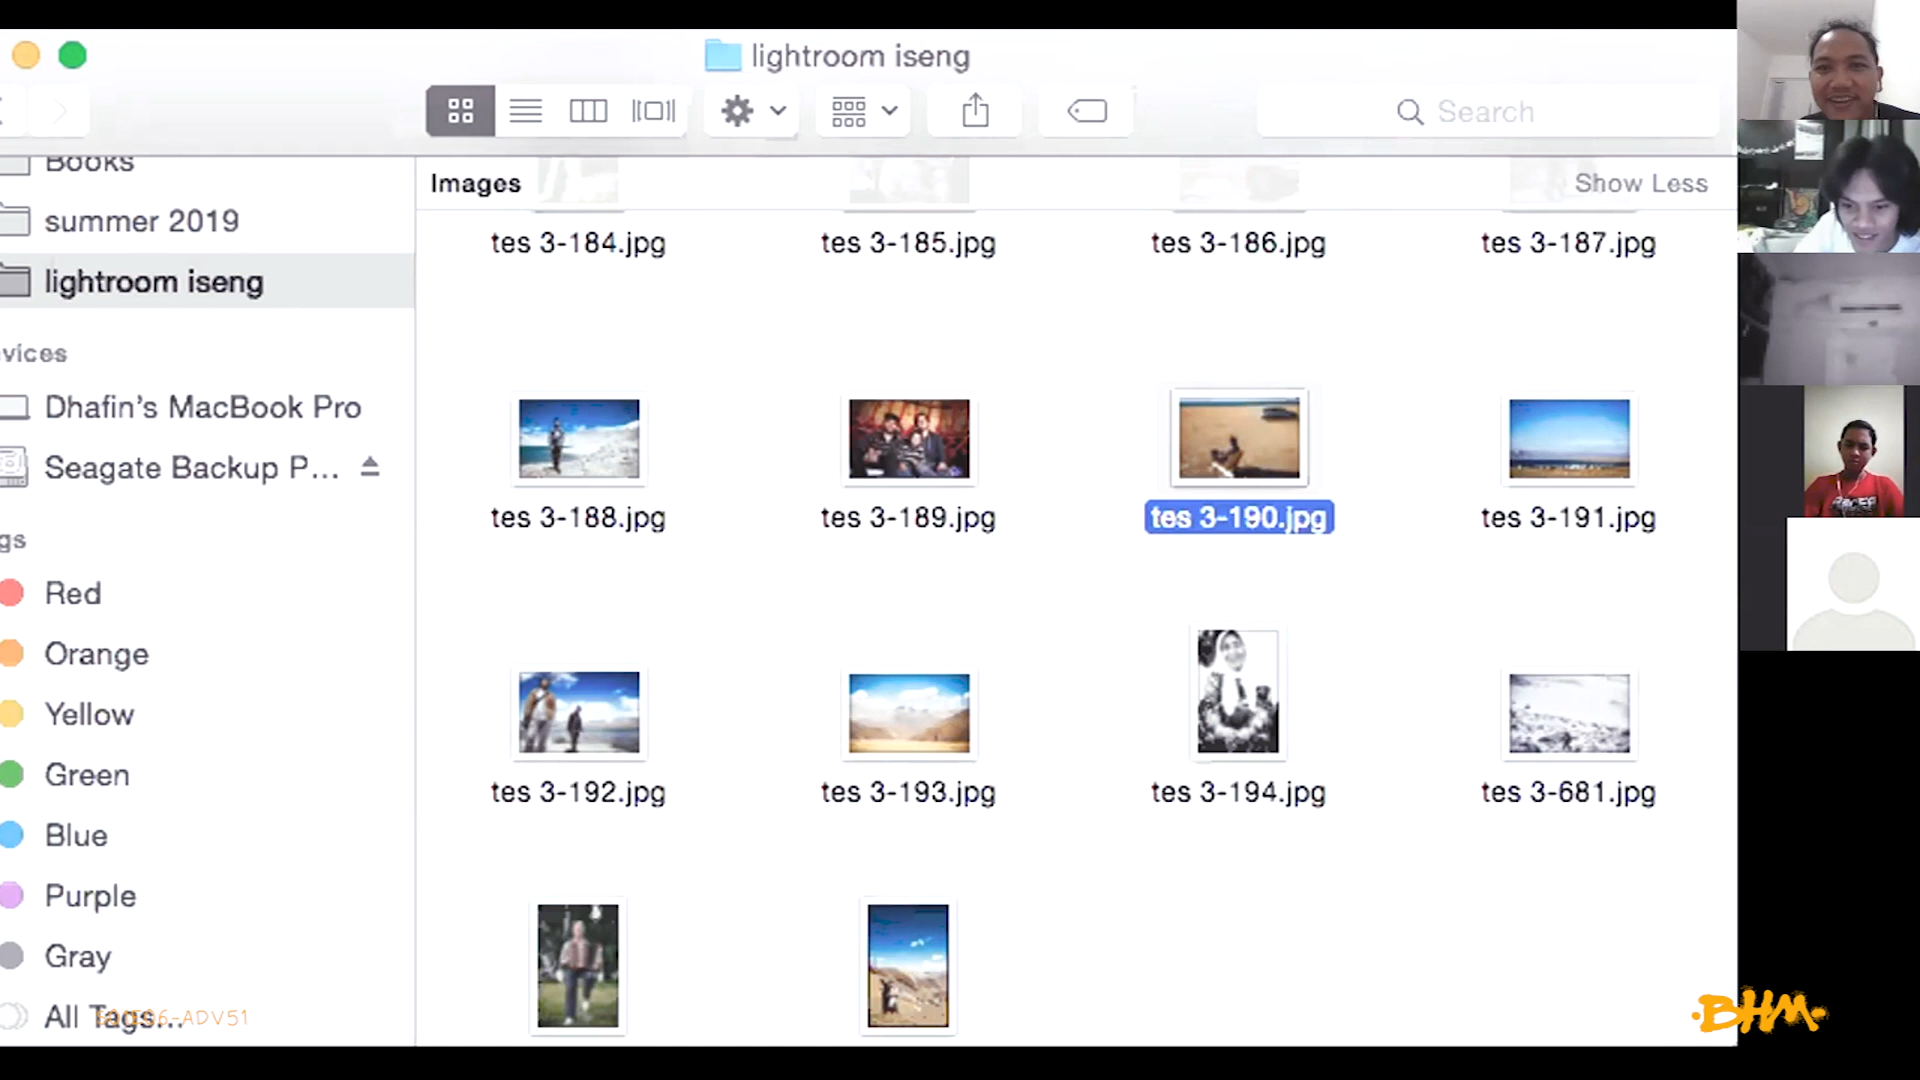 lightroom iseng
Search
Books
summer 2019
lightroom iseng
vices
Dhafin's MacBook Pro
Seagate Backup P...
gs
Red
Orange
Yellow
Green
Blue
Purple
Gray
All Tags...
Images
Show Less
tes 3-184.jpg
tes 3-185.jpg
tes 3-186.jpg
tes 3-187.jpg
tes 3-188.jpg
tes 3-189.jpg
tes 3-190.jpg
tes 3-191.jpg
tes 3-192.jpg
tes 3-193.jpg
tes 3-194.jpg
tes 3-681.jpg
BHM